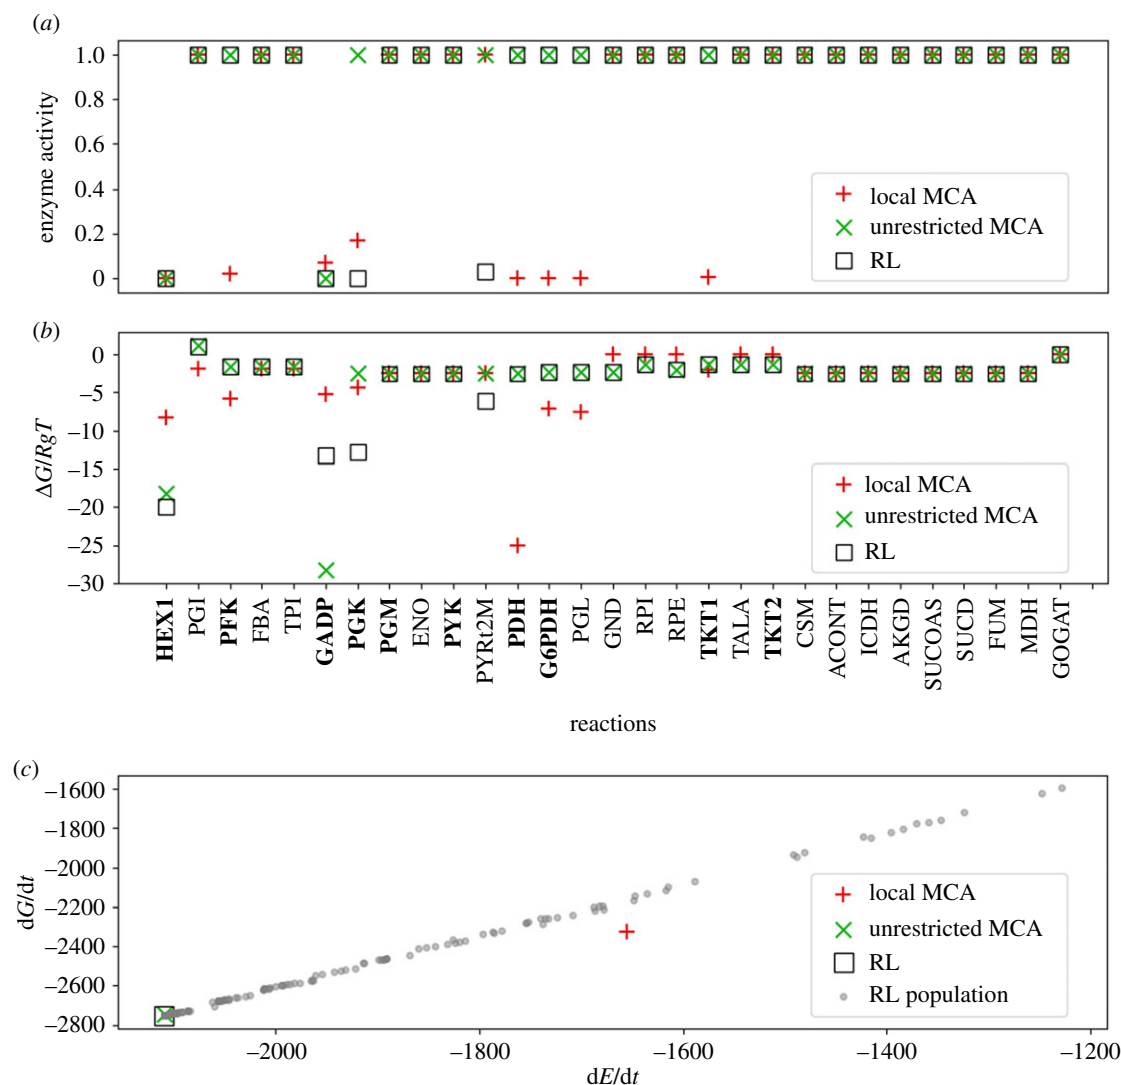 (a)
1.0
0.8
0.6
0.4
0.2
0
enzyme activity
local MCA
unrestricted MCA
RL
(b)
0
–5
–10
–15
–20
–25
–30
ΔG/RgT
local MCA
unrestricted MCA
RL
HEX1
PGI
PFK
FBA
TPI
GADP
PGK
PGM
ENO
PYK
PYRt2M
PDH
G6PDH
PGL
GND
RPI
RPE
TKT1
TALA
TKT2
CSM
ACONT
ICDH
AKGD
SUCOAS
SUCD
FUM
MDH
GOGAT
reactions
(c)
–1600
–1800
–2000
–2200
–2400
–2600
–2800
dG/dt
local MCA
unrestricted MCA
RL
RL population
–2000
–1800
–1600
–1400
–1200
dE/dt